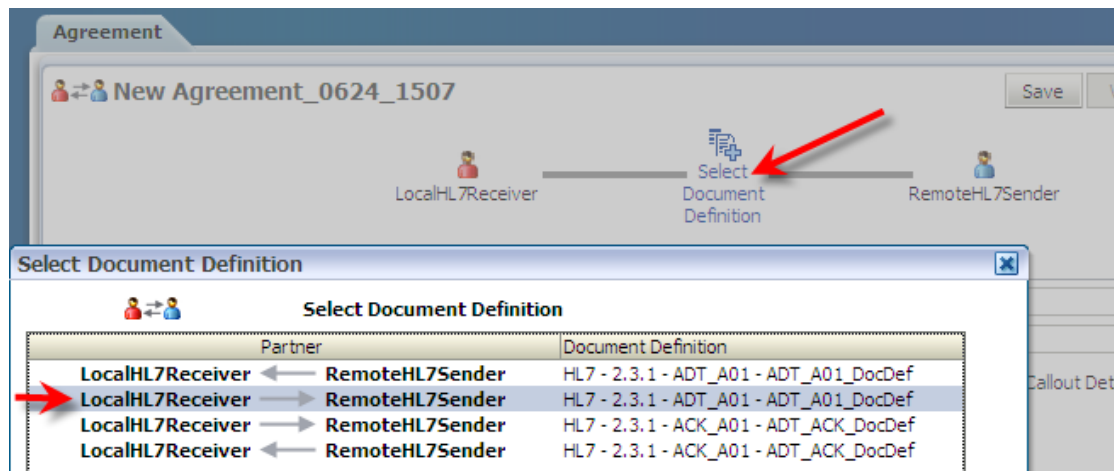 Agreement
New Agreement_0624_1507
Save
Select
Document
Definition
LocalHL7Receiver
RemoteHL7Sender
Select Document Definition
Select Document Definition
Partner Document Definition
LocalHL7Receiver RemoteHL7Sender HL7 - 2.3.1 - ADT_A01 - ADT_A01_DocDef
LocalHL7Receiver RemoteHL7Sender HL7 - 2.3.1 - ADT_A01 - ADT_A01_DocDef
LocalHL7Receiver RemoteHL7Sender HL7 - 2.3.1 - ACK_A01 - ADT_ACK_DocDef
LocalHL7Receiver RemoteHL7Sender HL7 - 2.3.1 - ACK_A01 - ADT_ACK_DocDef
Callout Det